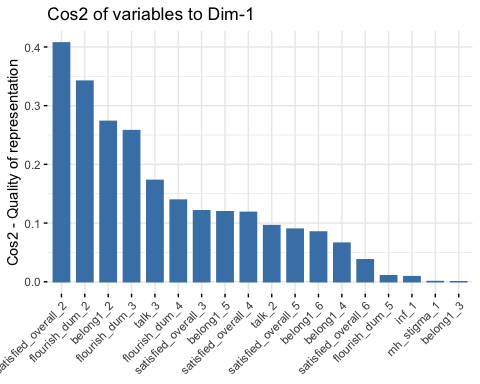 Cos2 of variables to Dim-1
Cos2 - Quality of representation
0.4
0.3
0.2
0.1
0.0
satisfied_overall_2
flourish_dum_2
belong1_2
flourish_dum_3
talk_3
flourish_dum_4
satisfied_overall_3
belong1_5
satisfied_overall_4
talk_2
satisfied_overall_5
belong1_6
belong1_4
satisfied_overall_6
flourish_dum_5
inf_1
mh_stigma_1
belong1_3